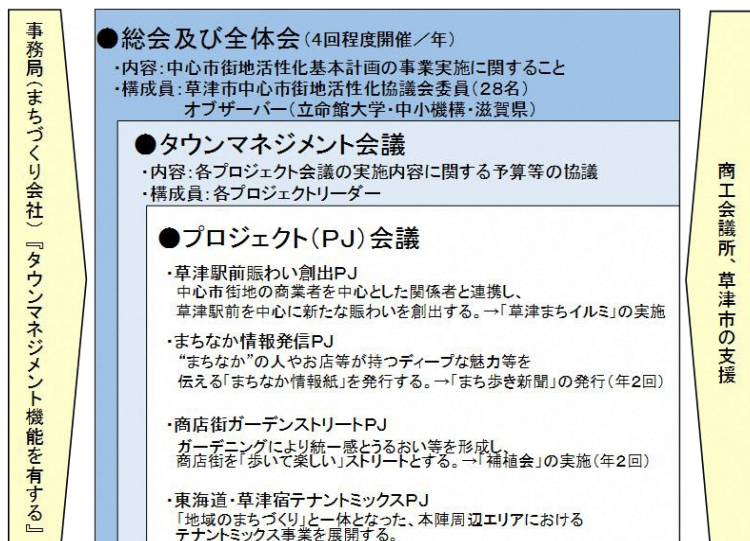 事務局(まちづくり会社)『タウンマネジメント機能を有する』
●総会及び全体会(4回程度開催/年)
・内容:中心市街地活性化基本計画の事業実施に関すること
・構成員:草津市中心市街地活性化協議会委員(28名)
オブザーバー(立命館大学・中小機構・滋賀県)
●タウンマネジメント会議
・内容:各プロジェクト会議の実施内容に関する予算等の協議
・構成員:各プロジェクトリーダー
●プロジェクト(PJ)会議
・草津駅前賑わい創出PJ
中心市街地の商業者を中心とした関係者と連携し、
草津駅前を中心に新たな賑わいを創出する。→「草津まちイルミ」の実施
・まちなか情報発信PJ
“まちなか”の人やお店等が持つディープな魅力等を
伝える「まちなか情報紙」を発行する。→「まち歩き新聞」の発行(年2回)
・商店街ガーデンストリートPJ
ガーデニングにより統一感とうるおい等を形成し、
商店街を「歩いて楽しい」ストリートとする。→「補植会」の実施(年2回)
・東海道・草津宿テナントミックスPJ
「地域のまちづくり」と一体となった、本陣周辺エリアにおける
テナントミックス事業を展開する。
商工会議所、草津市の支援